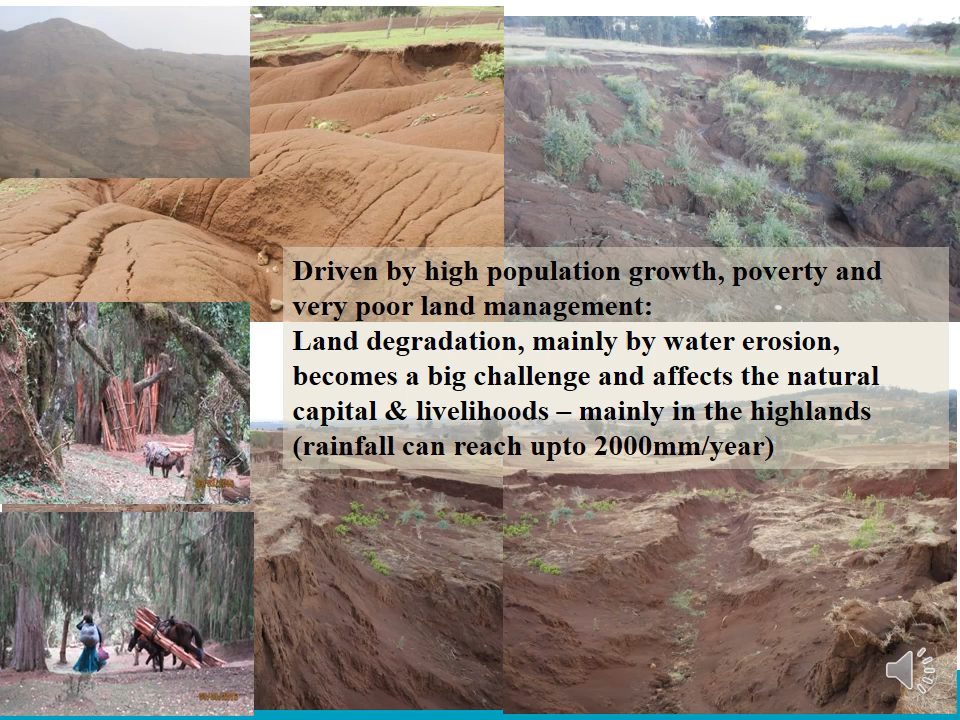 Driven by high population growth, poverty and
very poor land management:
Land degradation, mainly by water erosion,
becomes a big challenge and affects the natural
capital & livelihoods – mainly in the highlands
(rainfall can reach upto 2000mm/year)